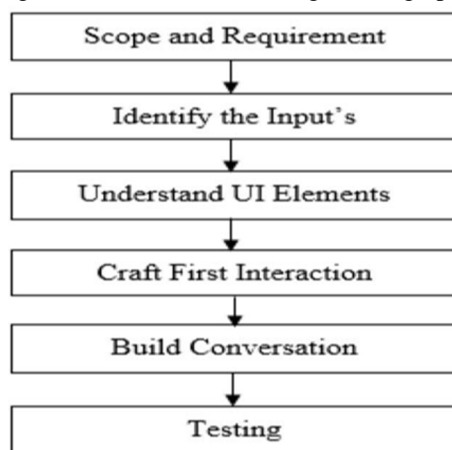 Scope and Requirement
Identify the Input's
Understand UI Elements
Craft First Interaction
Build Conversation
Testing